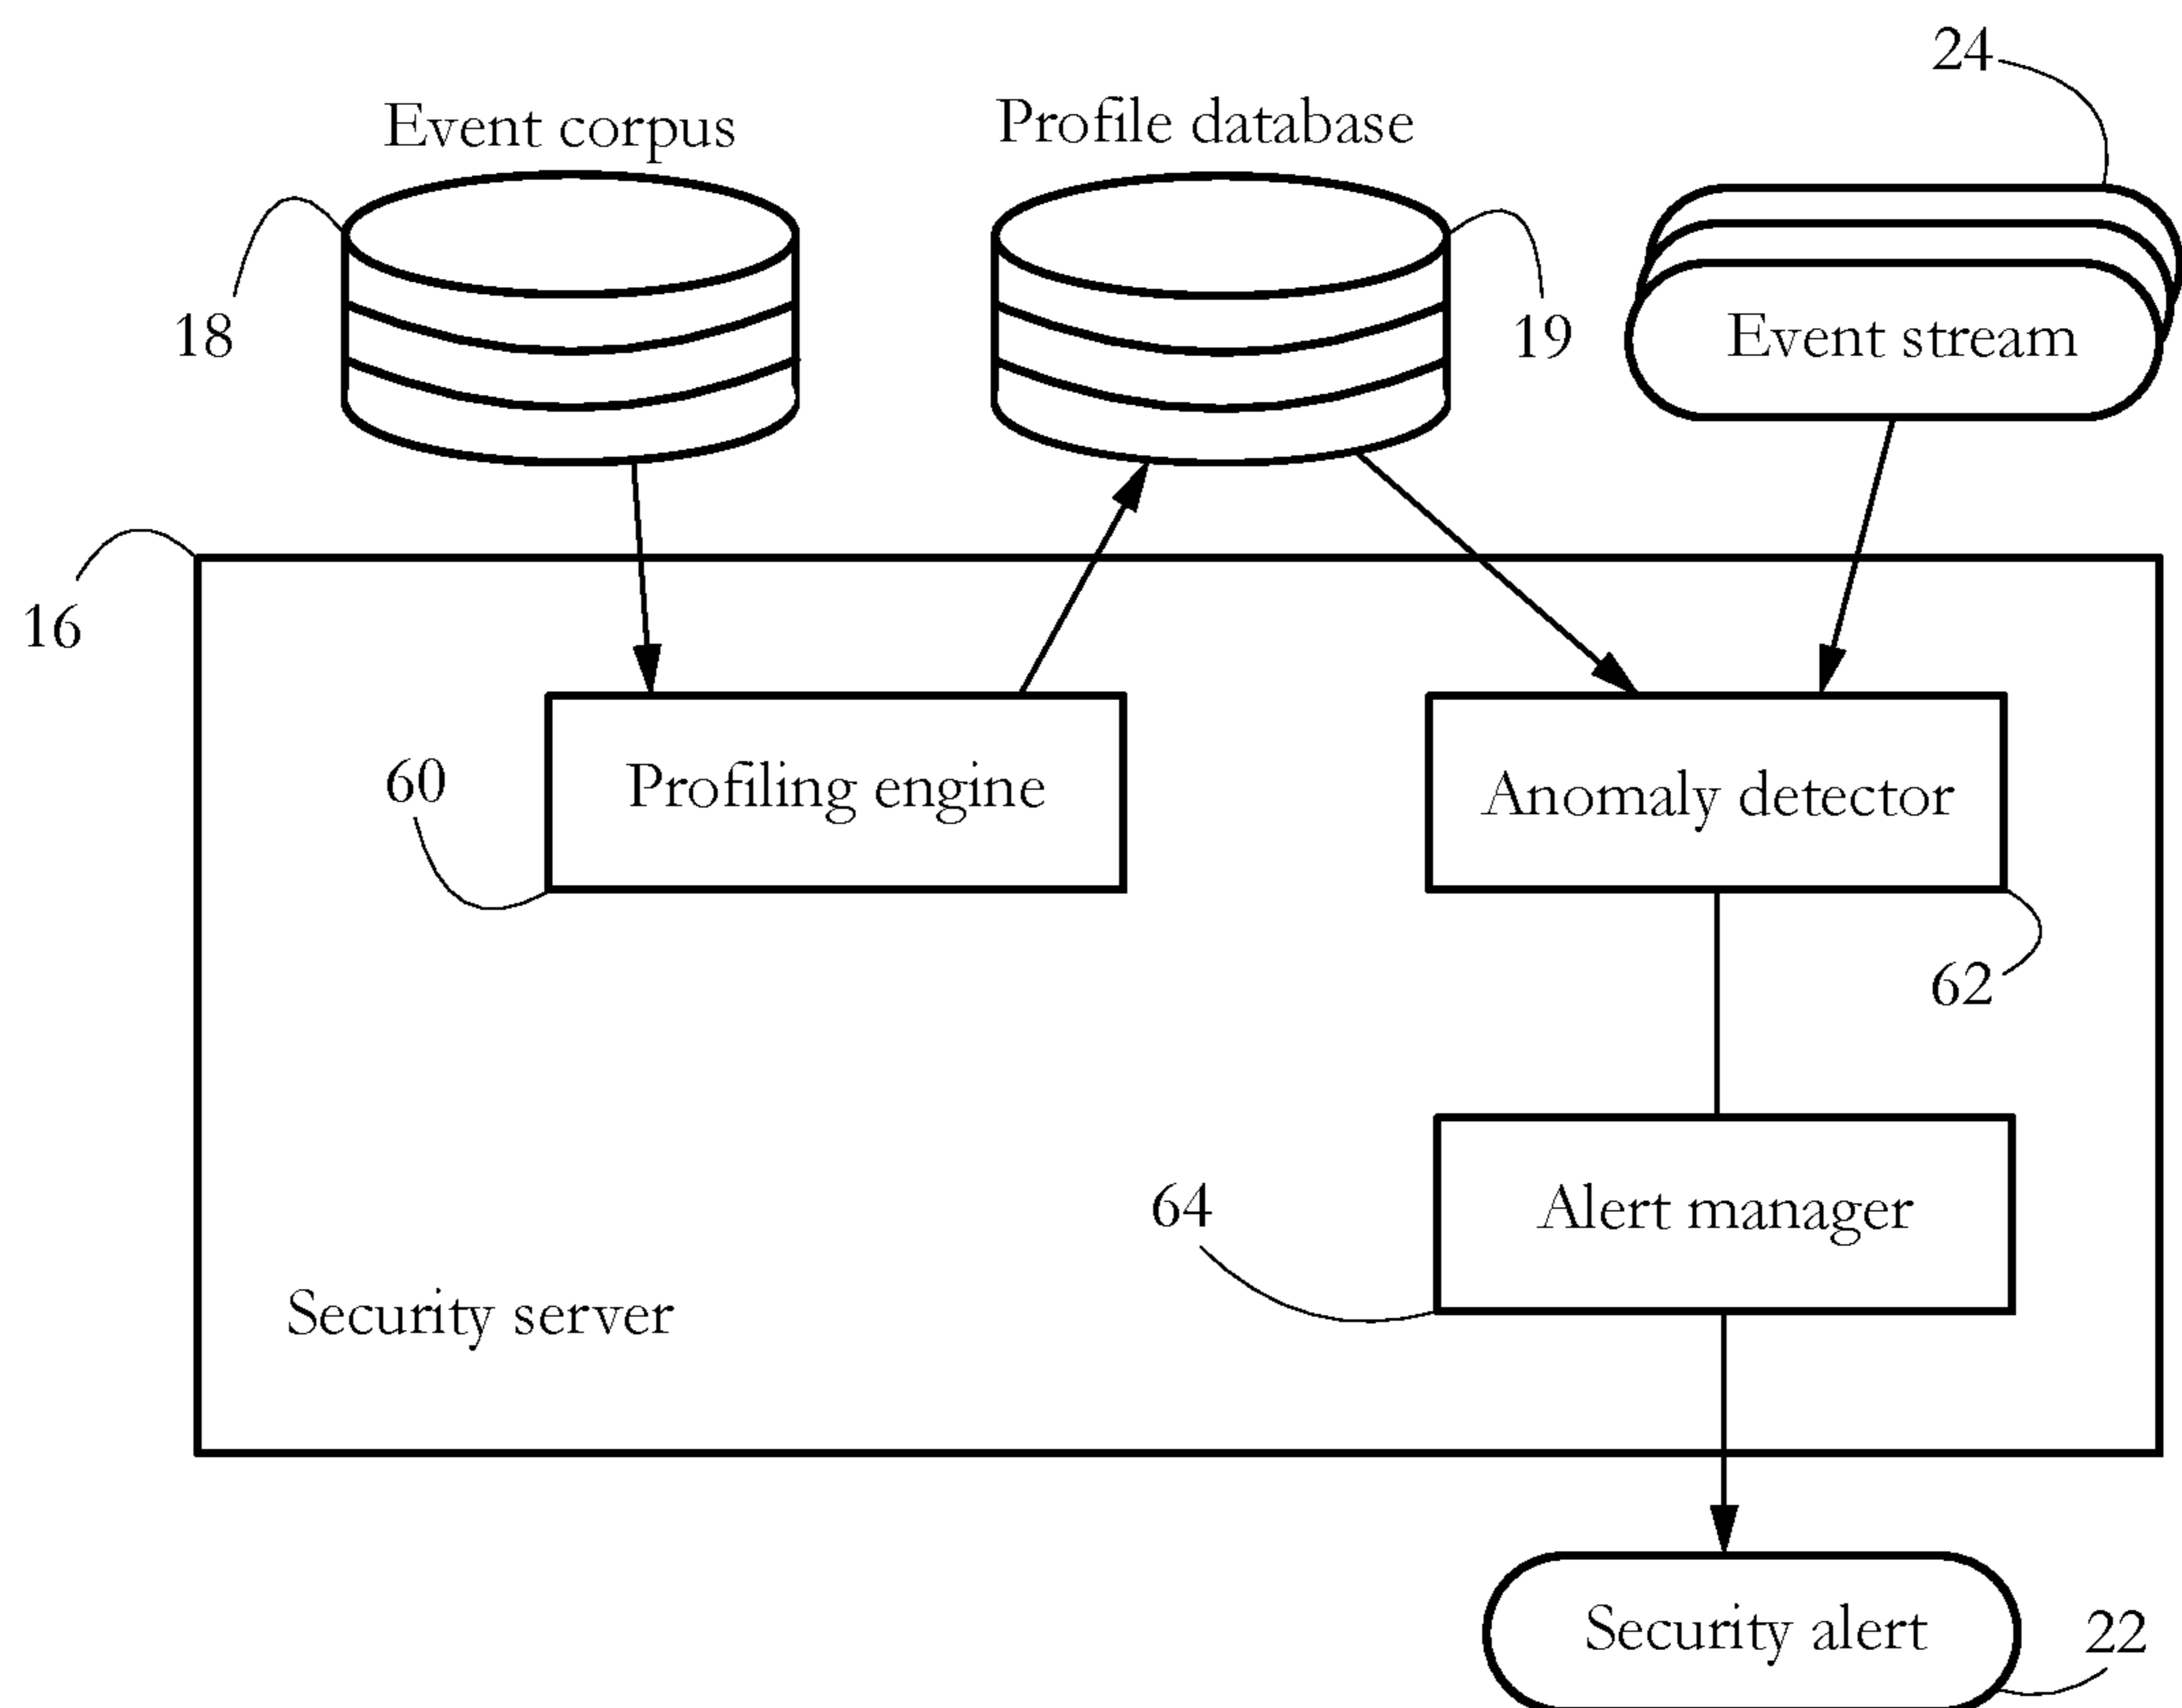 24
Event corpus
Profile database
18
19
Event stream
16
60
Profiling engine
Anomaly detector
62
64
Alert manager
Security server
Security alert
22